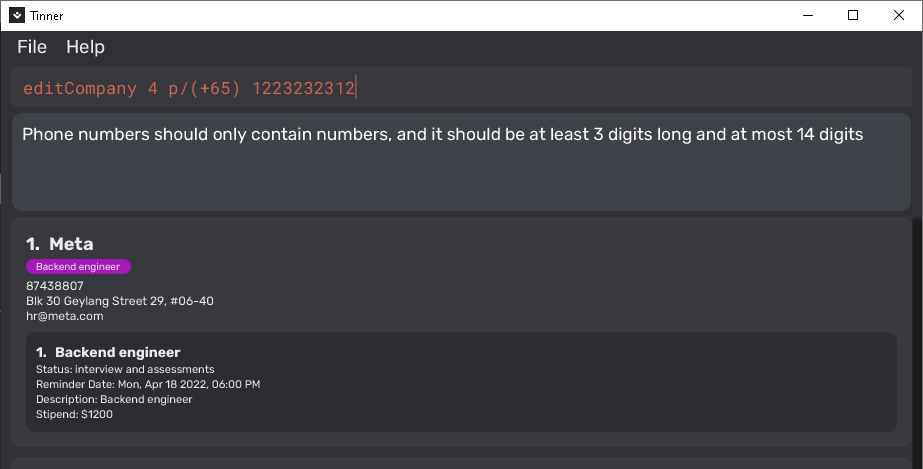 Tinner
File Help
editCompany 4 p/(+65) 1223232312
Phone numbers should only contain numbers, and it should be at least 3 digits long and at most 14 digits
1. Meta
Backend engineer
87438807
Blk 30 Geylang Street 29, #06-40
hr@meta.com
1. Backend engineer
Status: interview and assessments
Reminder Date: Mon, Apr 18 2022, 06:00 PM
Description: Backend engineer
Stipend: $1200